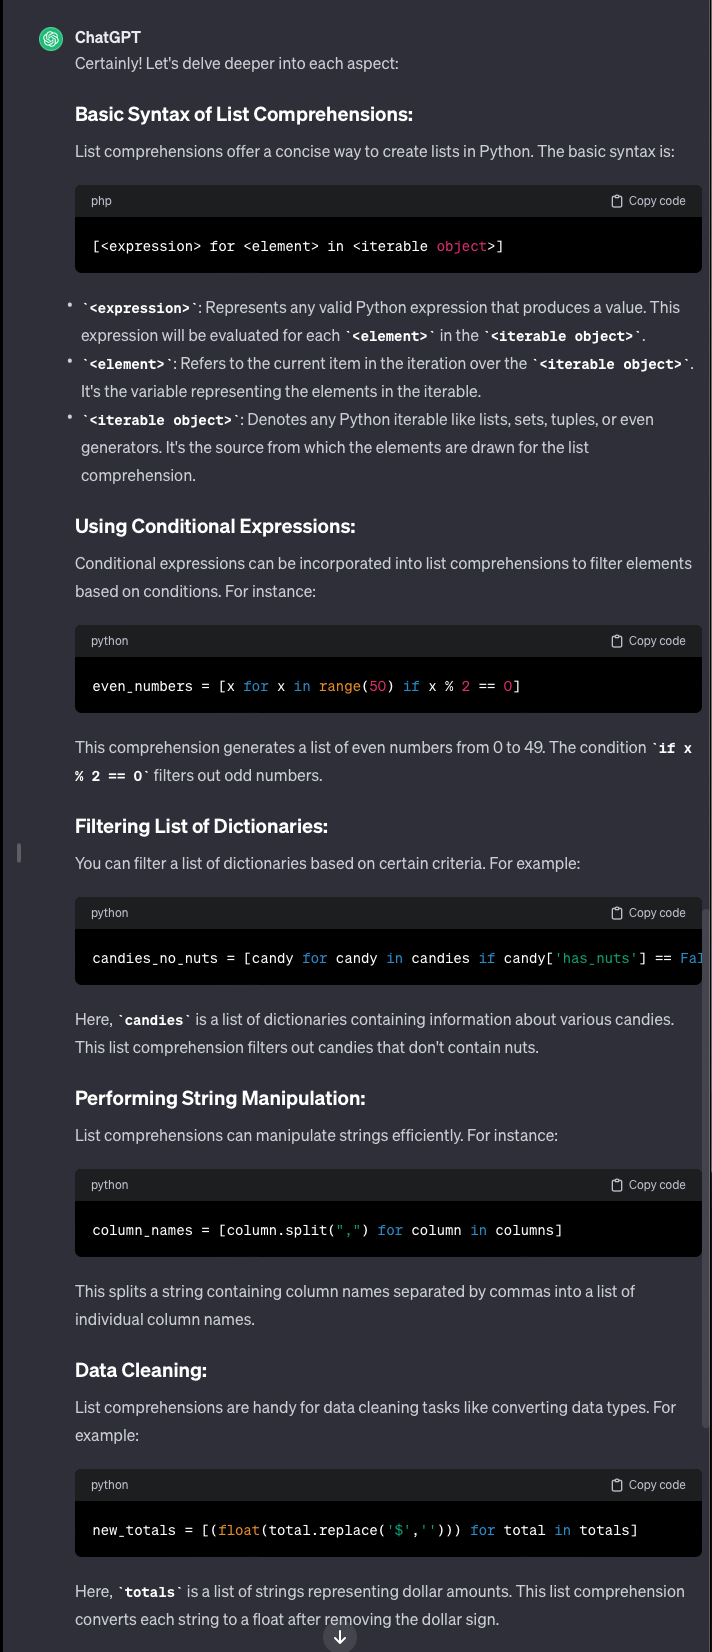 ChatGPT
Certainly! Let's delve deeper into each aspect:
Basic Syntax of List Comprehensions:
List comprehensions offer a concise way to create lists in Python. The basic syntax is:
php Copy code
[<expression> for <element> in <iterable object>]
• `<expression>`: Represents any valid Python expression that produces a value. This
expression will be evaluated for each `<element>` in the `<iterable object>`.
• `<element>`: Refers to the current item in the iteration over the `<iterable object>`.
It's the variable representing the elements in the iterable.
• `<iterable object>`: Denotes any Python iterable like lists, sets, tuples, or even
generators. It's the source from which the elements are drawn for the list
comprehension.
Using Conditional Expressions:
Conditional expressions can be incorporated into list comprehensions to filter elements
based on conditions. For instance:
python Copy code
even_numbers = [x for x in range(50) if x % 2 == 0]
This comprehension generates a list of even numbers from 0 to 49. The condition `if x
% 2 == 0` filters out odd numbers.
Filtering List of Dictionaries:
You can filter a list of dictionaries based on certain criteria. For example:
python Copy code
candies_no_nuts = [candy for candy in candies if candy['has_nuts'] == Fal
Here, `candies` is a list of dictionaries containing information about various candies.
This list comprehension filters out candies that don't contain nuts.
Performing String Manipulation:
List comprehensions can manipulate strings efficiently. For instance:
python Copy code
column_names = [column.split(",") for column in columns]
This splits a string containing column names separated by commas into a list of
individual column names.
Data Cleaning:
List comprehensions are handy for data cleaning tasks like converting data types. For
example:
python Copy code
new_totals = [(float(total.replace('$',''))) for total in totals]
Here, `totals` is a list of strings representing dollar amounts. This list comprehension
converts each string to a float after removing the dollar sign.